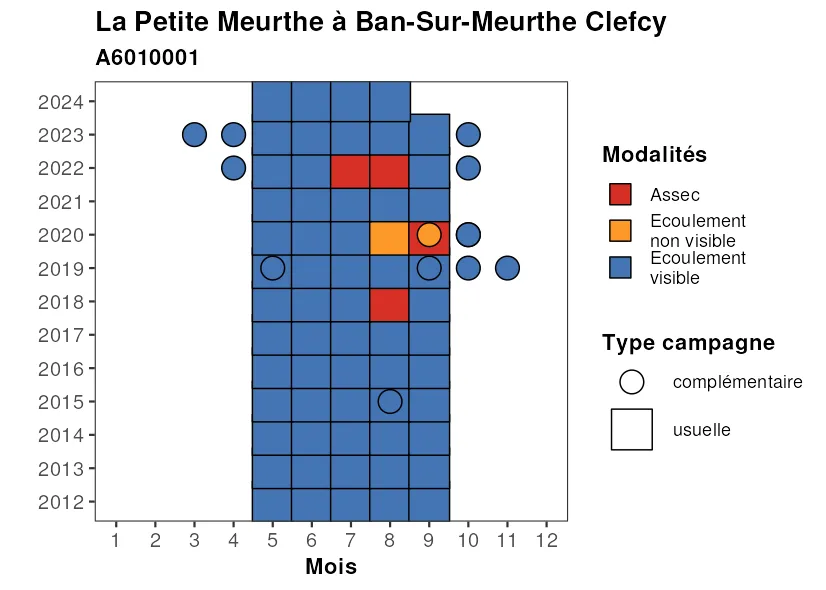 La Petite Meurthe à Ban-Sur-Meurthe Clefcy
A6010001
2024
2023
2022
2021
2020
2019
2018
2017
2016
2015
2014
2013
2012
1 2 3 4 5 6 7 8 9 10 11 12
Mois
Modalités
Assec
Ecoulement
non visible
Ecoulement
visible
Type campagne
complémentaire
usuelle